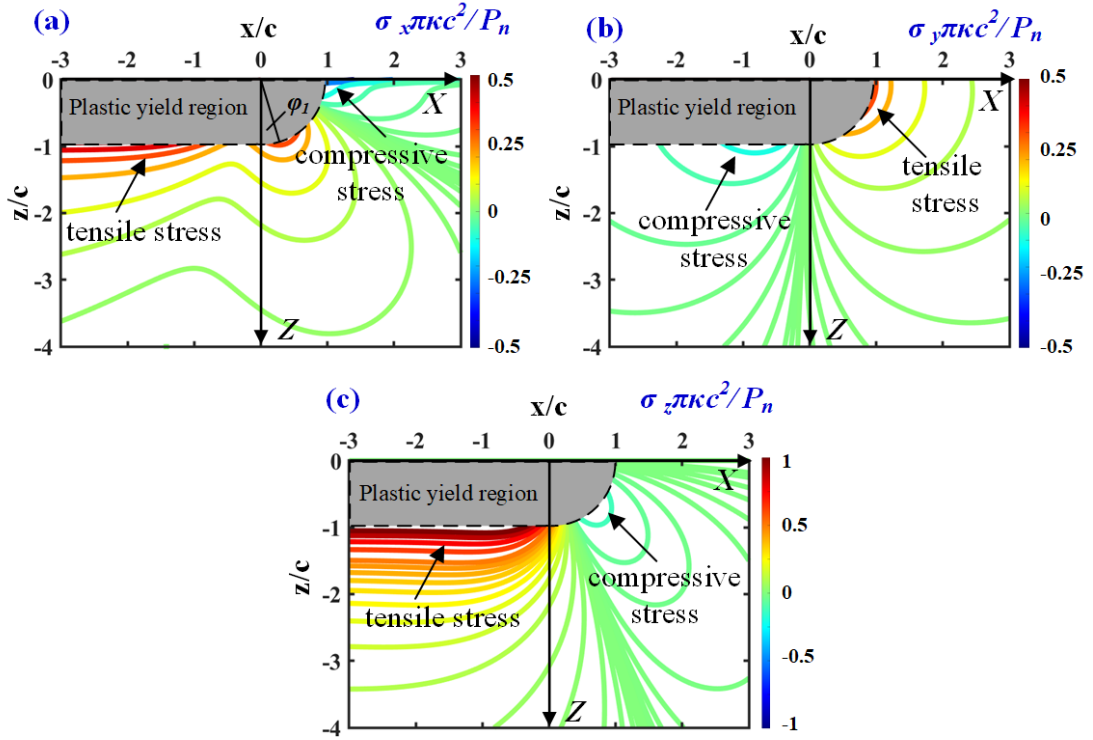 (a)
x/c
σ x πκc²/Pn
-3 -2 -1 0 1 2 3
0
-1
-2
-3
-4
z/c
Plastic yield region
φ1
X
compressive
stress
tensile stress
Z
0.5
0.25
0
-0.25
-0.5
(b)
x/c
σ y πκc²/Pn
-3 -2 -1 0 1 2 3
0
-1
-2
-3
-4
z/c
Plastic yield region
X
tensile
stress
compressive
stress
Z
0.5
0.25
0
-0.25
-0.5
(c)
x/c
σ z πκc²/Pn
-3 -2 -1 0 1 2 3
0
-1
-2
-3
-4
z/c
Plastic yield region
X
compressive
stress
tensile stress
Z
1
0.5
0
-0.5
-1